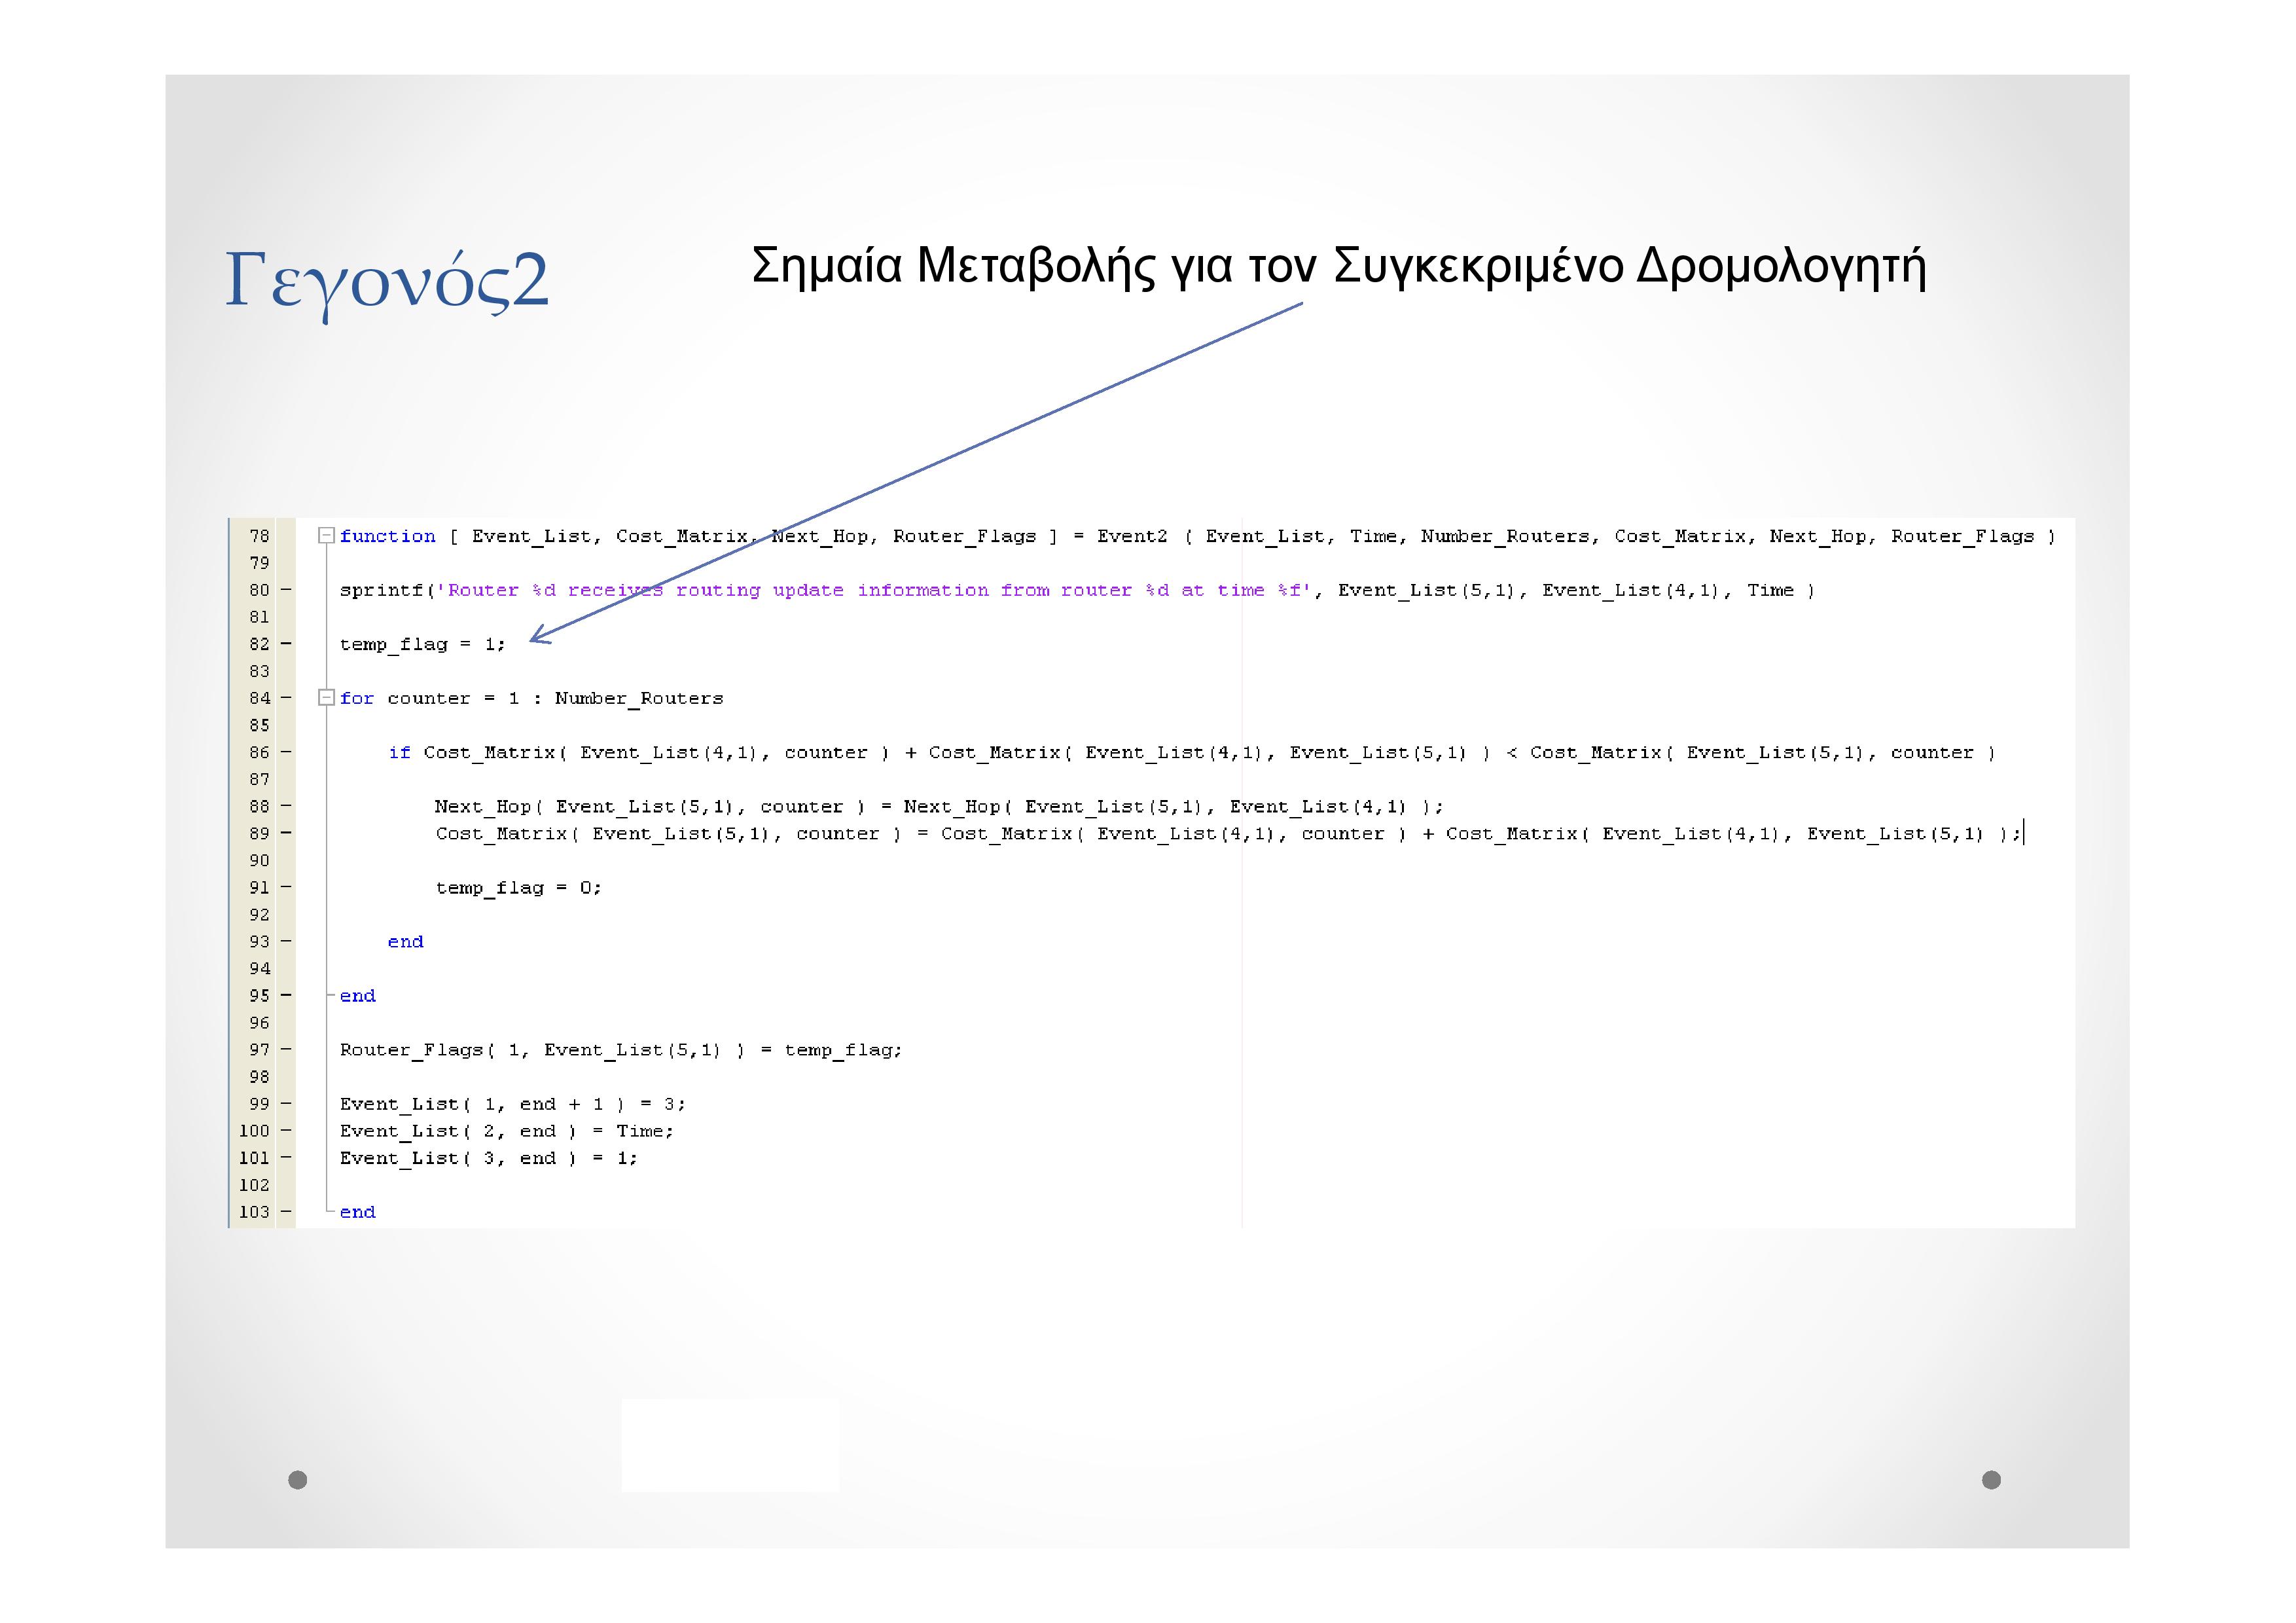 Γεγονός2
Σημαία Μεταβολής για τον Συγκεκριμένο Δρομολογητή
78 function [ Event_List, Cost_Matrix, Next_Hop, Router_Flags ] = Event2 ( Event_List, Time, Number_Routers, Cost_Matrix, Next_Hop, Router_Flags )
79
80 sprintf('Router %d receives routing update information from router %d at time %f', Event_List(5,1), Event_List(4,1), Time )
81
82 temp_flag = 1;
83
84 for counter = 1 : Number_Routers
85
86 if Cost_Matrix( Event_List(4,1), counter ) + Cost_Matrix( Event_List(4,1), Event_List(5,1) ) < Cost_Matrix( Event_List(5,1), counter )
87
88 Next_Hop( Event_List(5,1), counter ) = Next_Hop( Event_List(5,1), Event_List(4,1) );
89 Cost_Matrix( Event_List(5,1), counter ) = Cost_Matrix( Event_List(4,1), counter ) + Cost_Matrix( Event_List(4,1), Event_List(5,1) );
90
91 temp_flag = 0;
92
93 end
94
95 end
96
97 Router_Flags( 1, Event_List(5,1) ) = temp_flag;
98
99 Event_List( 1, end + 1 ) = 3;
100 Event_List( 2, end ) = Time;
101 Event_List( 3, end ) = 1;
102
103 end